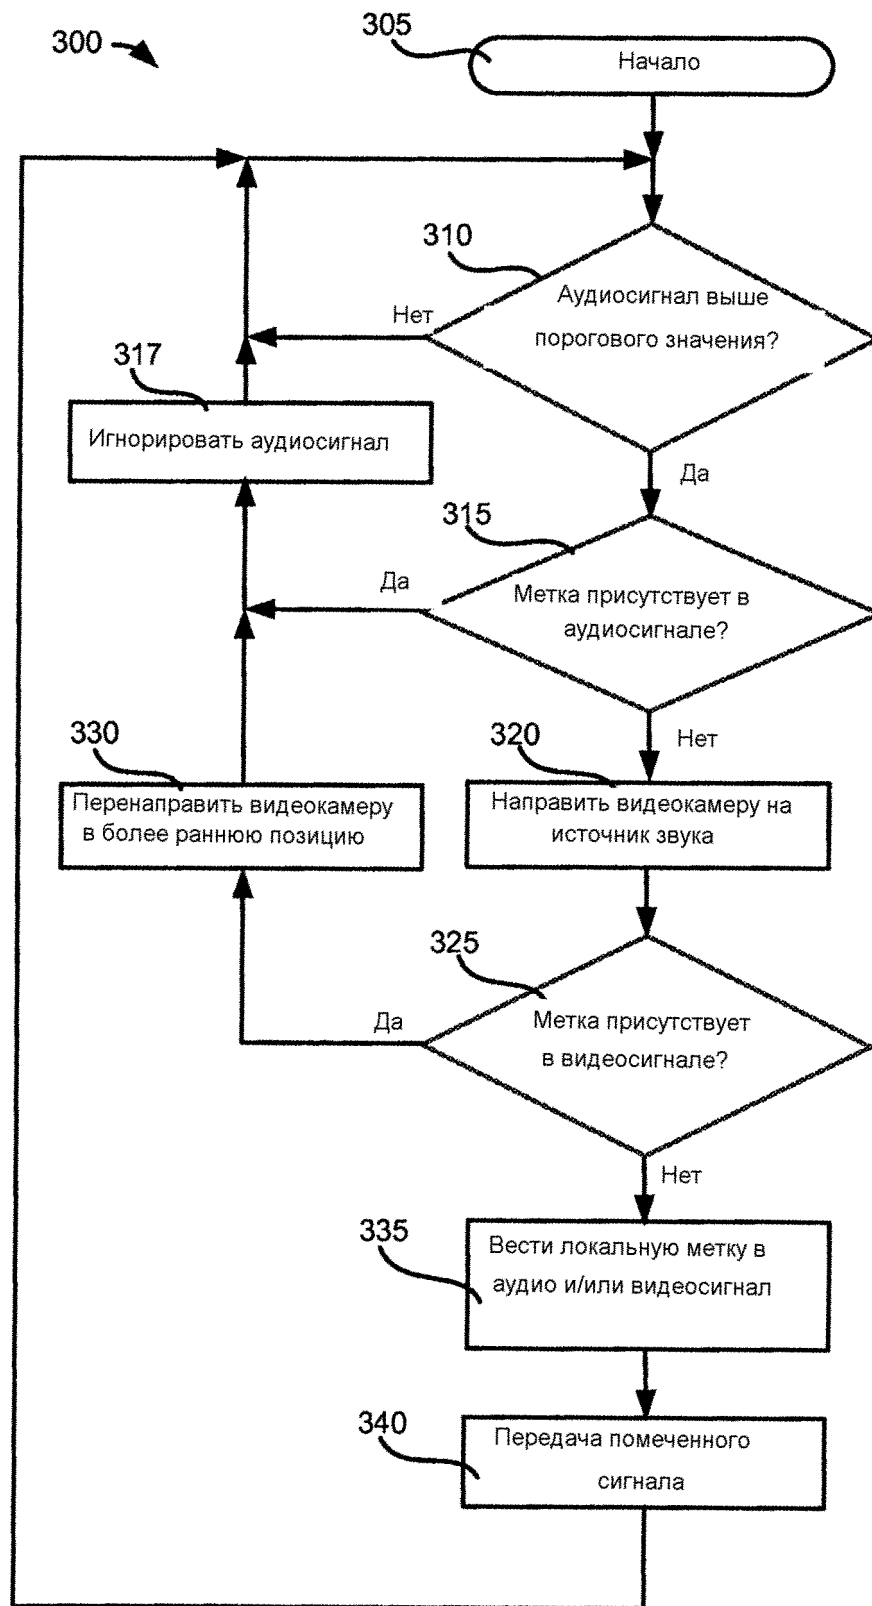 300
305
Начало
310
Аудиосигнал выше
порогового значения?
Нет
317
Игнорировать аудиосигнал
Да
315
Да
Метка присутствует в
аудиосигнале?
Нет
330
Перенаправить видеокамеру
в более раннюю позицию
320
Направить видеокамеру на
источник звука
325
Да
Метка присутствует
в видеосигнале?
Нет
335
Вести локальную метку в
аудио и/или видеосигнал
340
Передача помеченного
сигнала